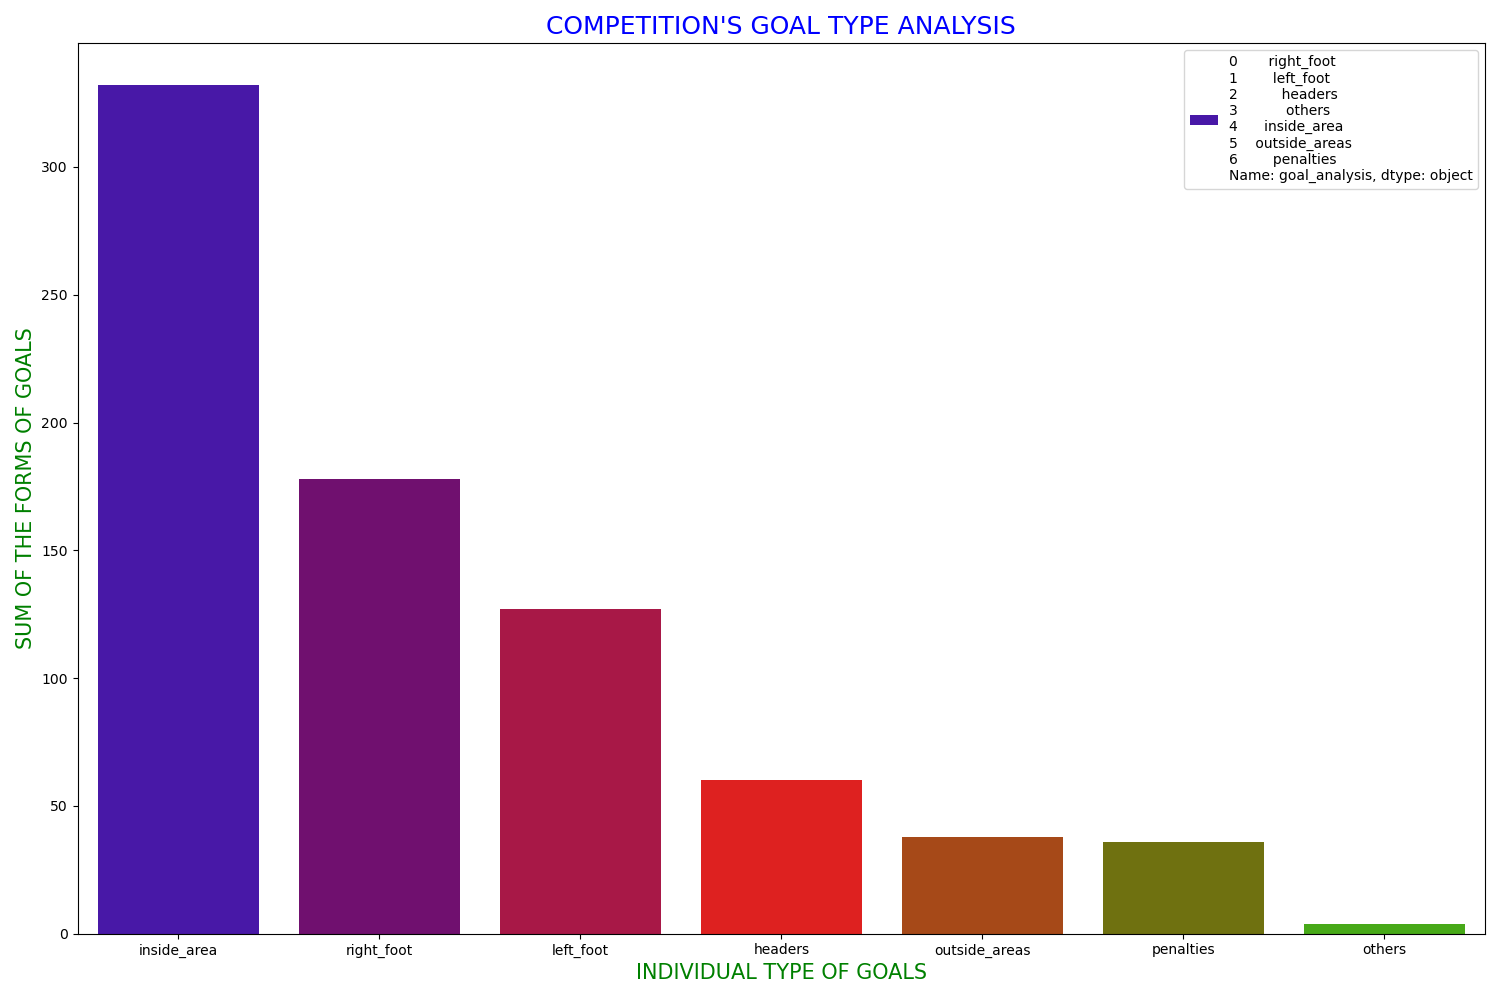 COMPETITION'S GOAL TYPE ANALYSIS
0 right_foot
1 left_foot
2 headers
3 others
4 inside_area
5 outside_areas
6 penalties
Name: goal_analysis, dtype: object
SUM OF THE FORMS OF GOALS
300
250
200
150
100
50
0
inside_area right_foot left_foot headers outside_areas penalties others
INDIVIDUAL TYPE OF GOALS